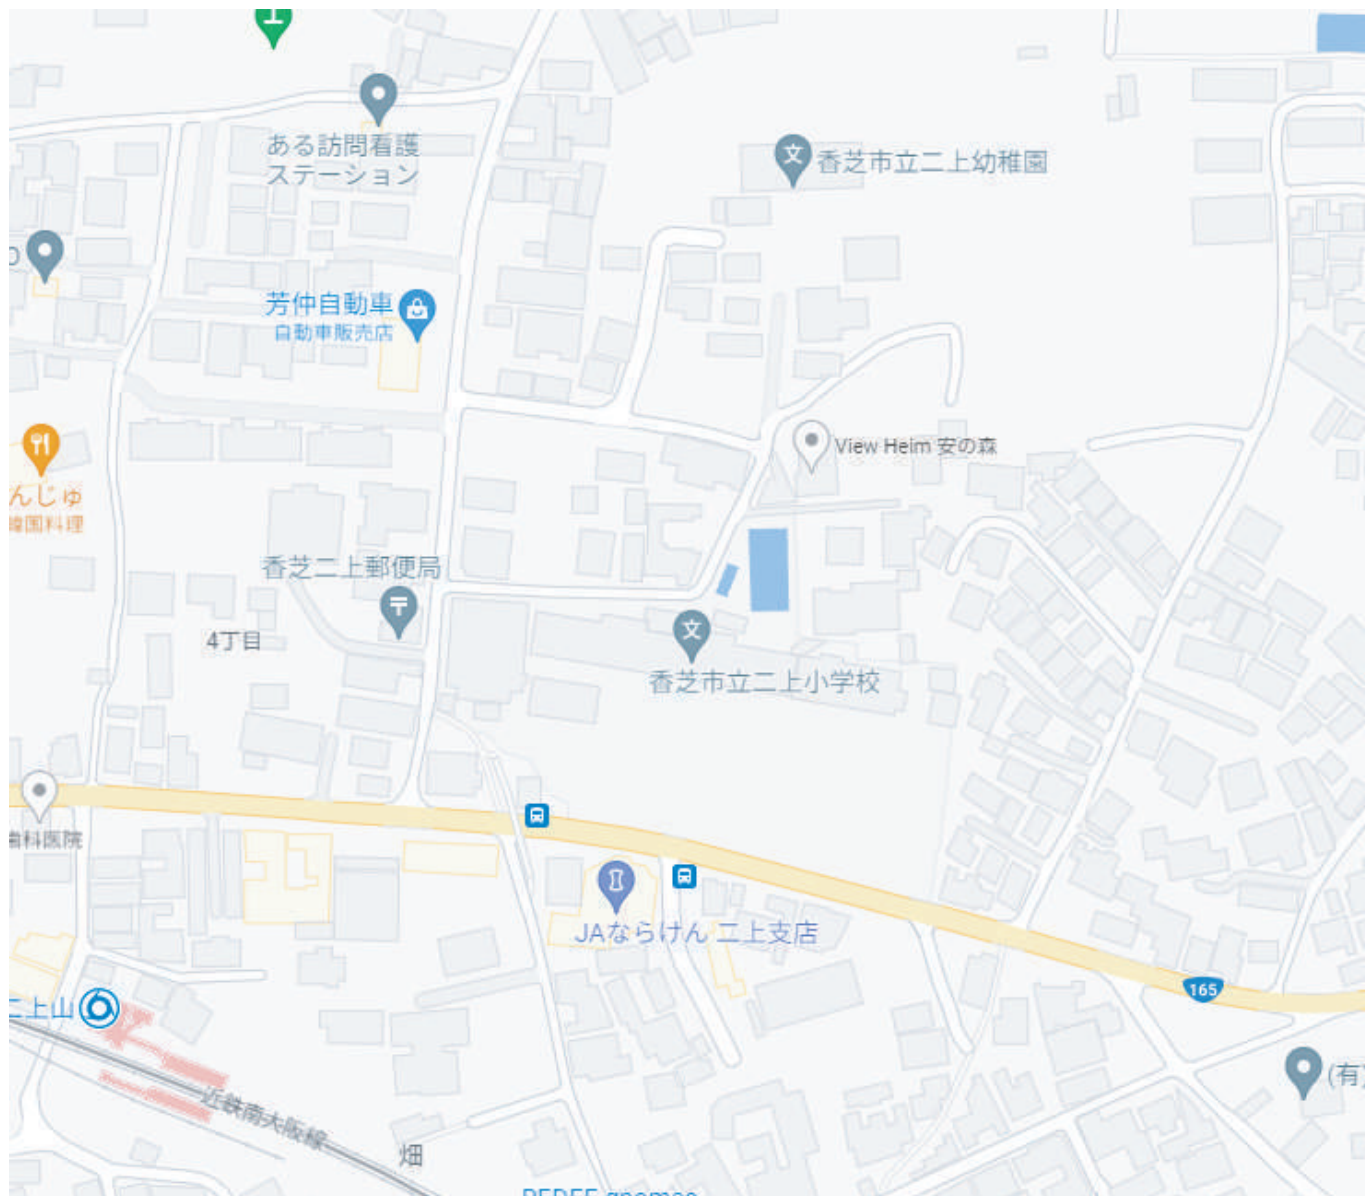 ある訪問看護
ステーション
香芝市立二上幼稚園
芳仲自動車
自動車販売店
View Heim 安の森
んじゅ
韓国料理
香芝二上郵便局
4丁目
香芝市立二上小学校
歯科医院
JAならけん 二上支店
165
二上山
(有)
近鉄南大阪線
畑